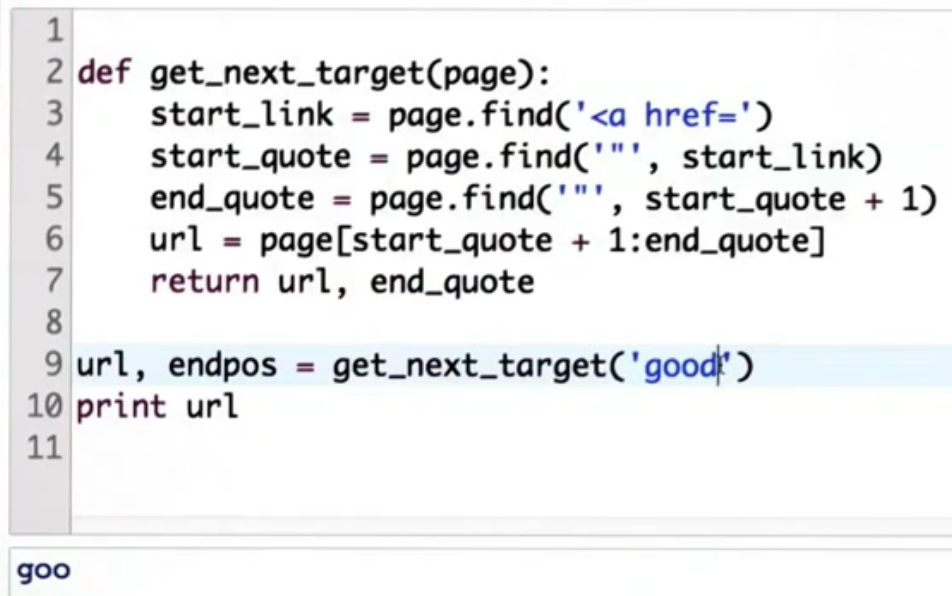 1
2 def get_next_target(page):
3     start_link = page.find('<a href=')
4     start_quote = page.find('"', start_link)
5     end_quote = page.find('"', start_quote + 1)
6     url = page[start_quote + 1:end_quote]
7     return url, end_quote
8
9 url, endpos = get_next_target('good')
10 print url
11
goo